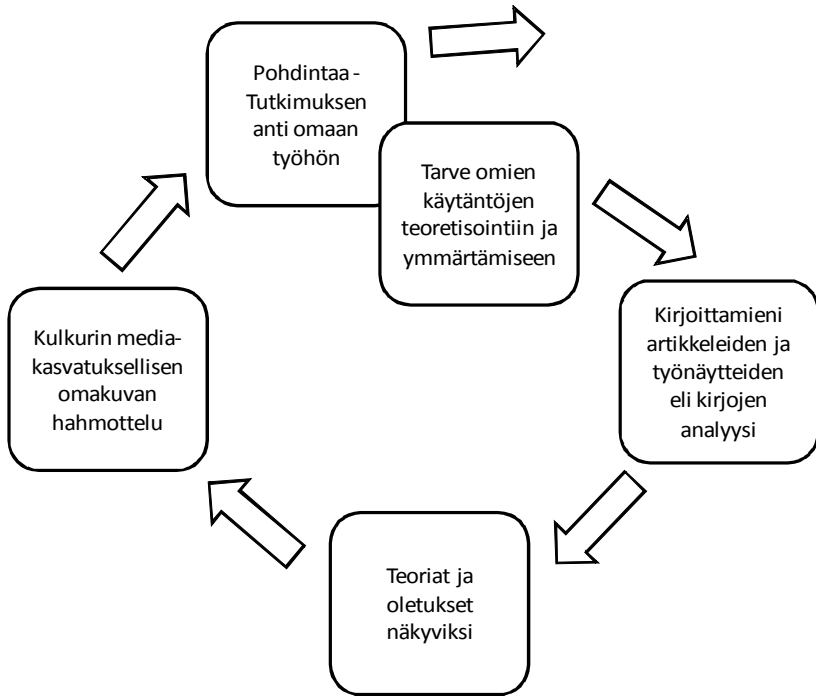 Pohdintaa -
Tutkimuksen
anti omaan
työhön
Tarve omien
käytäntöjen
teoretisointiin ja
ymmärtämiseen
Kirjoittamieni
artikkeleiden ja
työnäytteiden
eli kirjojen
analyysi
Teoriat ja
oletukset
näkyviksi
Kulkurin media-
kasvatuksellisen
omakuvan
hahmottelu